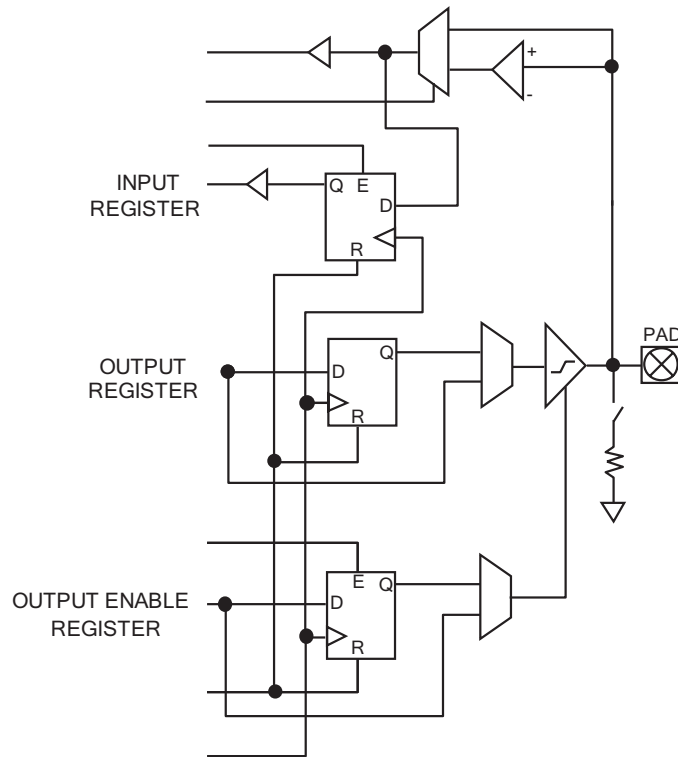 +
-
Q E
INPUT
REGISTER
D
R
PAD
Q
OUTPUT
REGISTER
D
R
E Q
OUTPUT ENABLE
REGISTER
D
R